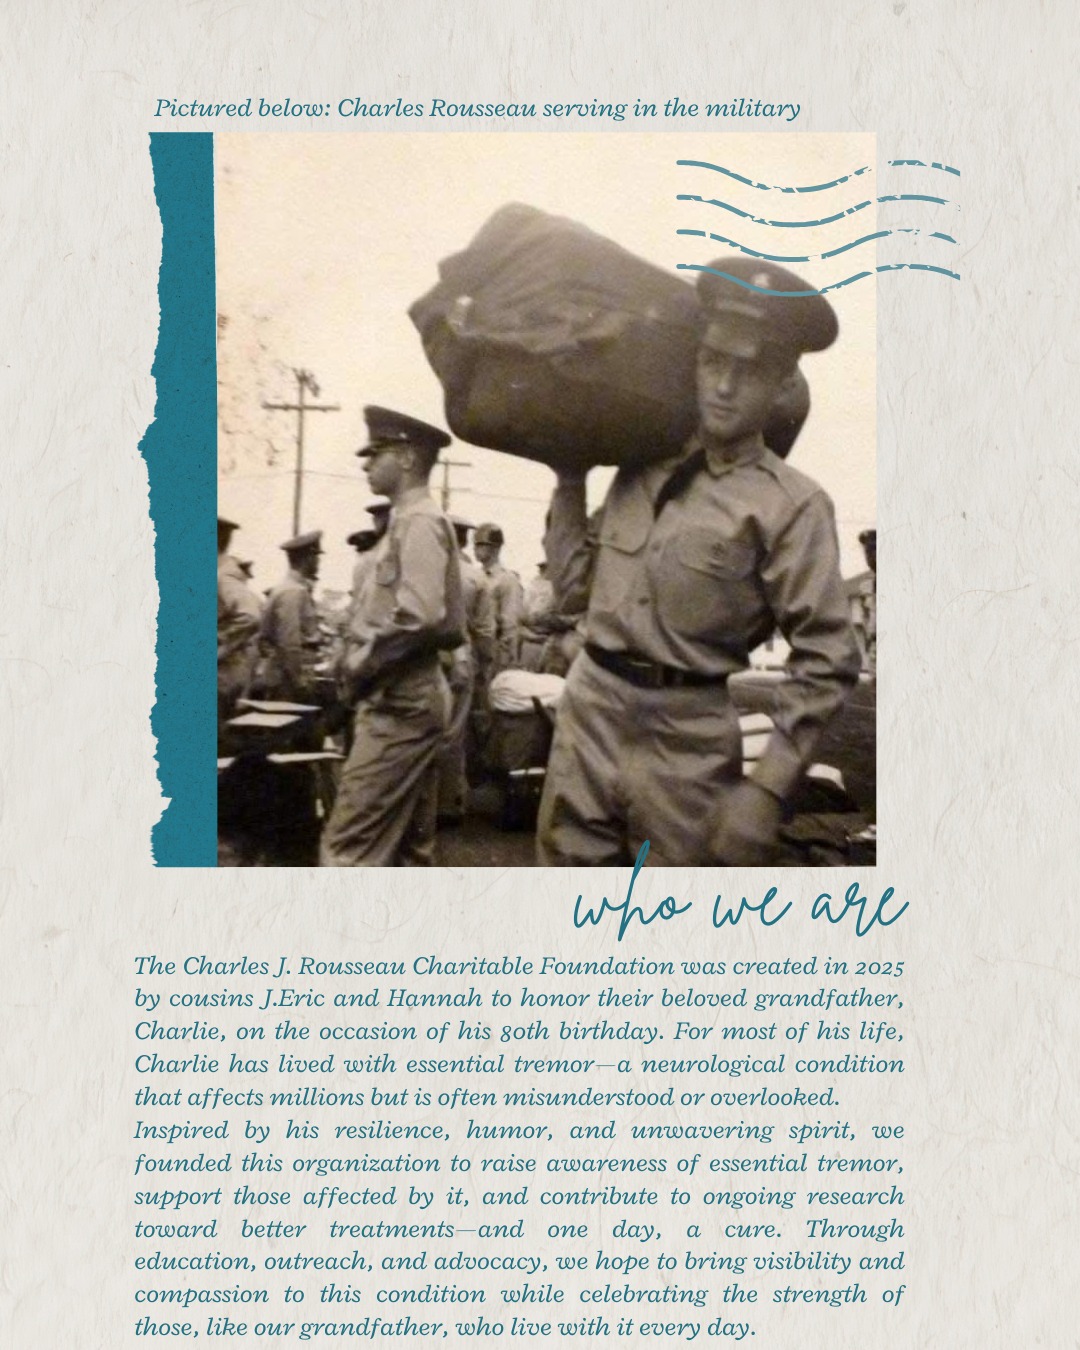 Pictured below: Charles Rousseau serving in the military
who we are
The Charles J. Rousseau Charitable Foundation was created in 2025
by cousins J.Eric and Hannah to honor their beloved grandfather,
Charlie, on the occasion of his 80th birthday. For most of his life,
Charlie has lived with essential tremor—a neurological condition
that affects millions but is often misunderstood or overlooked.
Inspired by his resilience, humor, and unwavering spirit, we
founded this organization to raise awareness of essential tremor,
support those affected by it, and contribute to ongoing research
toward better treatments—and one day, a cure. Through
education, outreach, and advocacy, we hope to bring visibility and
compassion to this condition while celebrating the strength of
those, like our grandfather, who live with it every day.